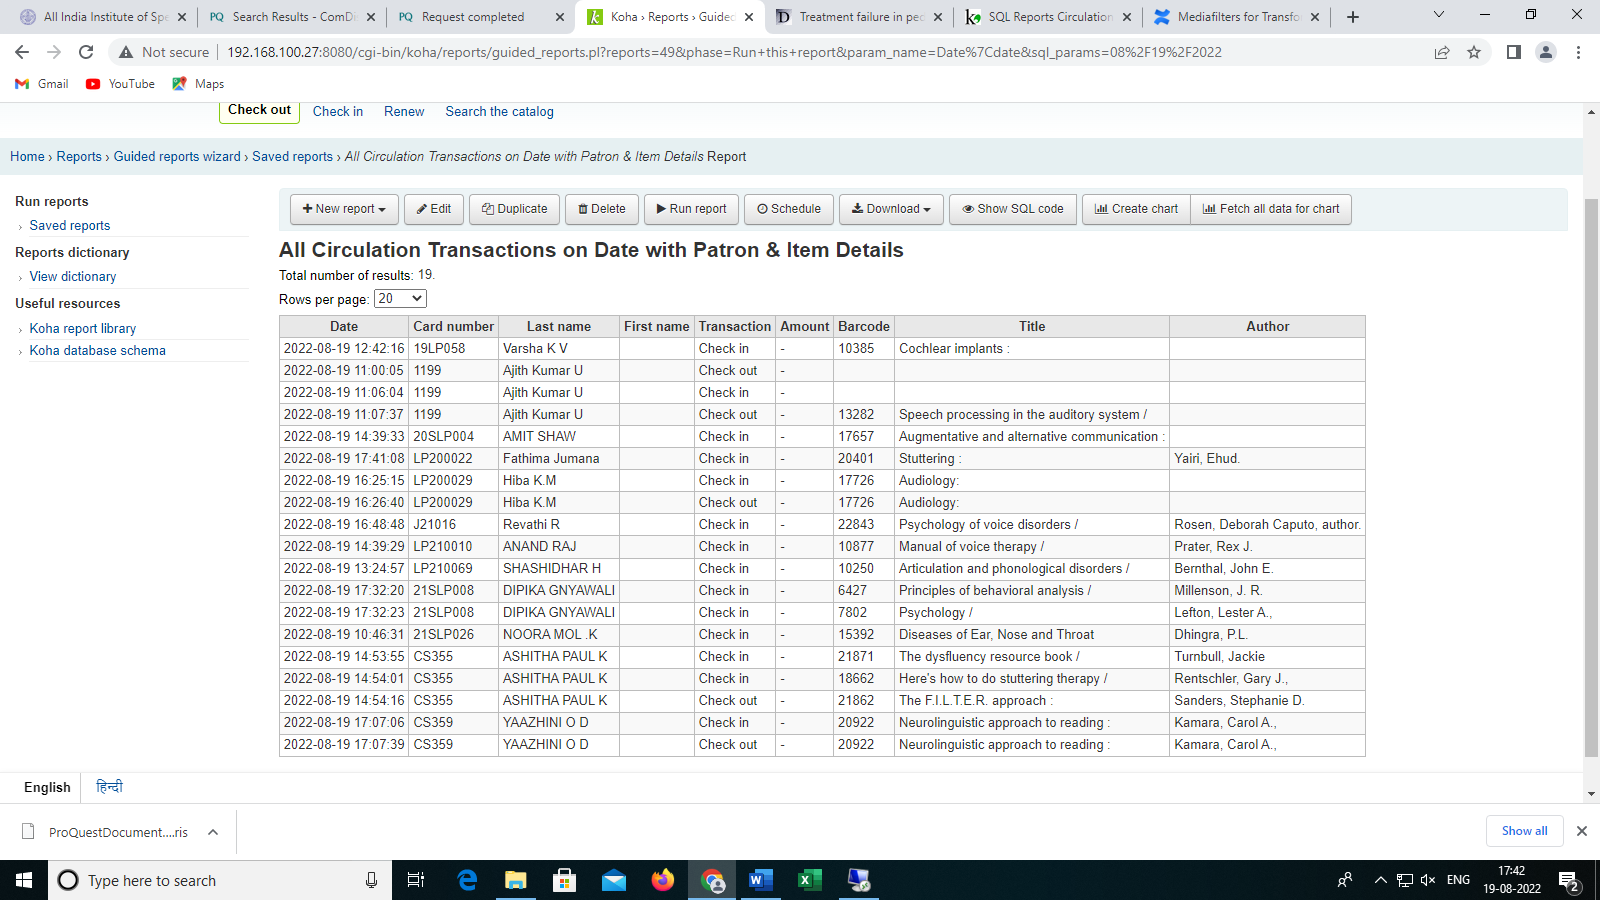 All India Institute of Spe
Search Results - ComDi
Request completed
Koha › Reports › Guided
Treatment failure in ped
SQL Reports Circulation
Mediafilters for Transfo
Not secure 192.168.100.27:8080/cgi-bin/koha/reports/guided_reports.pl?reports=49&phase=Run+this+report&param_name=Date%7Cdate&sql_params=08%2F19%2F2022
Gmail YouTube Maps
Check out Check in Renew Search the catalog
Home › Reports › Guided reports wizard › Saved reports › All Circulation Transactions on Date with Patron & Item Details Report
Run reports
› Saved reports
Reports dictionary
› View dictionary
Useful resources
› Koha report library
› Koha database schema
+ New report Edit Duplicate Delete Run report Schedule Download Show SQL code Create chart Fetch all data for chart
All Circulation Transactions on Date with Patron & Item Details
Total number of results: 19.
Rows per page: 20
Date Card number Last name First name Transaction Amount Barcode Title Author
2022-08-19 12:42:16 19LP058 Varsha K V Check in - 10385 Cochlear implants :
2022-08-19 11:00:05 1199 Ajith Kumar U Check out -
2022-08-19 11:06:04 1199 Ajith Kumar U Check in -
2022-08-19 11:07:37 1199 Ajith Kumar U Check out - 13282 Speech processing in the auditory system /
2022-08-19 14:39:33 20SLP004 AMIT SHAW Check in - 17657 Augmentative and alternative communication :
2022-08-19 17:41:08 LP200022 Fathima Jumana Check in - 20401 Stuttering : Yairi, Ehud.
2022-08-19 16:25:15 LP200029 Hiba K.M Check in - 17726 Audiology:
2022-08-19 16:26:40 LP200029 Hiba K.M Check out - 17726 Audiology:
2022-08-19 16:48:48 J21016 Revathi R Check in - 22843 Psychology of voice disorders / Rosen, Deborah Caputo, author.
2022-08-19 14:39:29 LP210010 ANAND RAJ Check in - 10877 Manual of voice therapy / Prater, Rex J.
2022-08-19 13:24:57 LP210069 SHASHIDHAR H Check in - 10250 Articulation and phonological disorders / Bernthal, John E.
2022-08-19 17:32:20 21SLP008 DIPIKA GNYAWALI Check in - 6427 Principles of behavioral analysis / Millenson, J. R.
2022-08-19 17:32:23 21SLP008 DIPIKA GNYAWALI Check in - 7802 Psychology / Lefton, Lester A.,
2022-08-19 10:46:31 21SLP026 NOORA MOL .K Check in - 15392 Diseases of Ear, Nose and Throat Dhingra, P.L.
2022-08-19 14:53:55 CS355 ASHITHA PAUL K Check in - 21871 The dysfluency resource book / Turnbull, Jackie
2022-08-19 14:54:01 CS355 ASHITHA PAUL K Check in - 18662 Here's how to do stuttering therapy / Rentschler, Gary J.,
2022-08-19 14:54:16 CS355 ASHITHA PAUL K Check out - 21862 The F.I.L.T.E.R. approach : Sanders, Stephanie D.
2022-08-19 17:07:06 CS359 YAAZHINI O D Check in - 20922 Neurolinguistic approach to reading : Kamara, Carol A.,
2022-08-19 17:07:39 CS359 YAAZHINI O D Check out - 20922 Neurolinguistic approach to reading : Kamara, Carol A.,
English हिन्दी
ProQuestDocument....ris Show all
Type here to search
ENG
17:42
19-08-2022
2